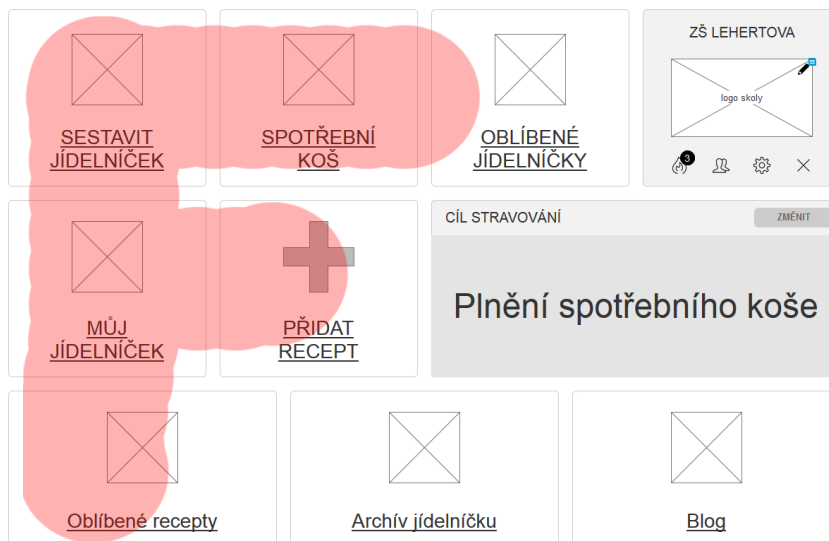 SESTAVIT
JÍDELNÍČEK
SPOTŘEBNÍ
KOŠ
OBLÍBENÉ
JÍDELNÍČKY
ZŠ LEHERTOVA
logo skoly
3
MŮJ
JÍDELNÍČEK
PŘIDAT
RECEPT
CÍL STRAVOVÁNÍ
ZMĚNIT
Plnění spotřebního koše
Oblíbené recepty
Archív jídelníčku
Blog